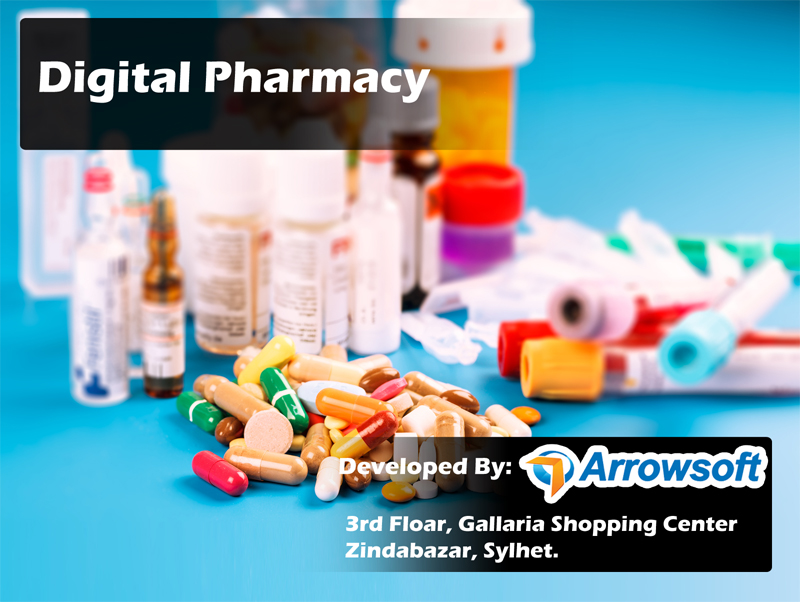 Digital Pharmacy
Developed By: Arrowsoft
3rd Floar, Gallaria Shopping Center
Zindabazar, Sylhet.